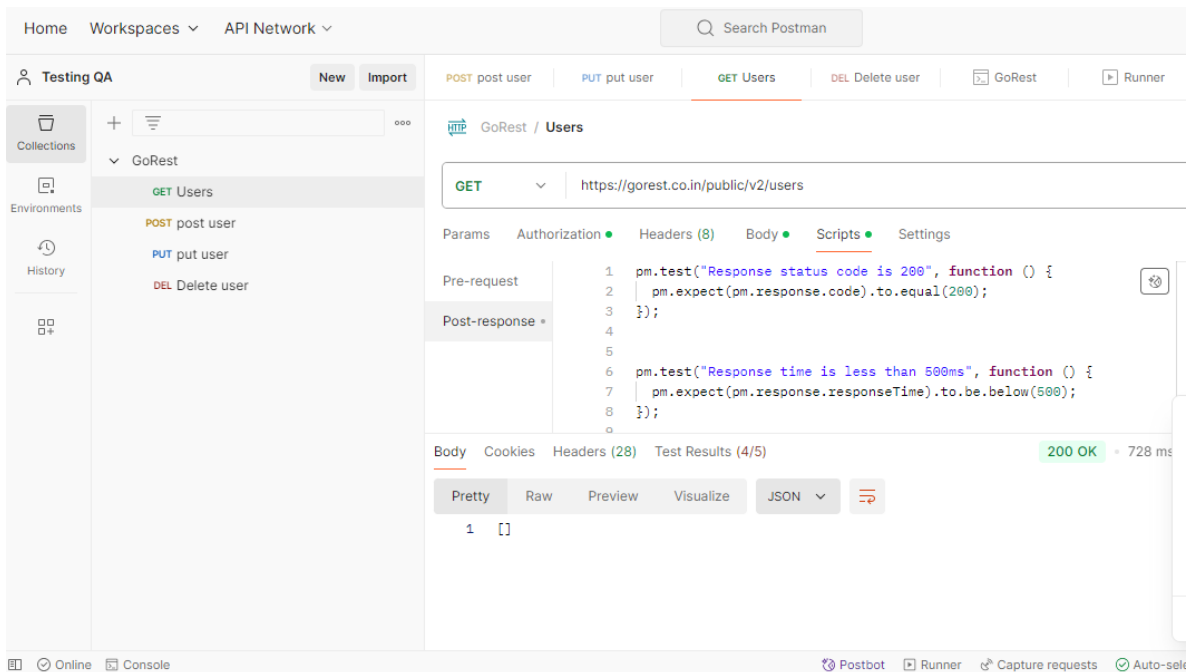 Home Workspaces API Network Search Postman
Testing QA New Import POST post user PUT put user GET Users DEL Delete user GoRest Runner
Collections
Environments
History
GoRest
GET Users
POST post user
PUT put user
DEL Delete user
HTTP GoRest / Users
GET https://gorest.co.in/public/v2/users
Params Authorization Headers (8) Body Scripts Settings
Pre-request
Post-response
1 pm.test("Response status code is 200", function () {
2 pm.expect(pm.response.code).to.equal(200);
3 });
4
5
6 pm.test("Response time is less than 500ms", function () {
7 pm.expect(pm.response.responseTime).to.be.below(500);
8 });
9
Body Cookies Headers (28) Test Results (4/5) 200 OK 728 ms
Pretty Raw Preview Visualize JSON
1 []
Online Console Postbot Runner Capture requests Auto-sele